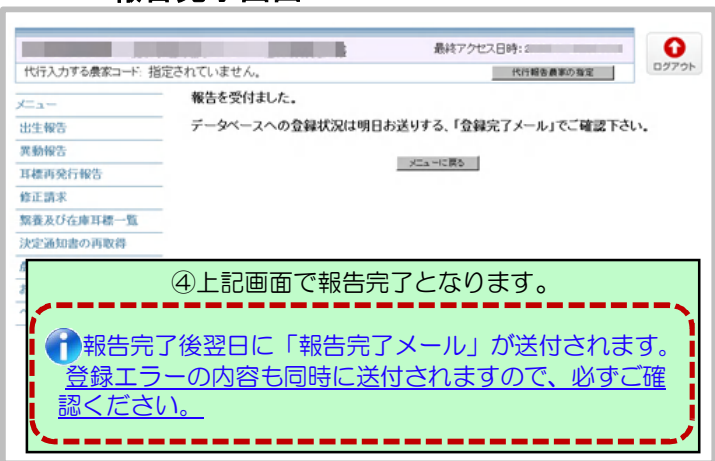 最終アクセス日時:2
ログアウト
代行入力する農家コード: 指定されていません。
代行報告農家の指定
メニュー
出生報告
異動報告
耳標再発行報告
修正請求
繋養及び在庫耳標一覧
決定通知書の再取得
報告を受付ました。
データベースへの登録状況は明日お送りする、「登録完了メール」でご確認下さい。
メニューに戻る
④上記画面で報告完了となります。
報告完了後翌日に「報告完了メール」が送付されます。
登録エラーの内容も同時に送付されますので、必ずご確
認ください。